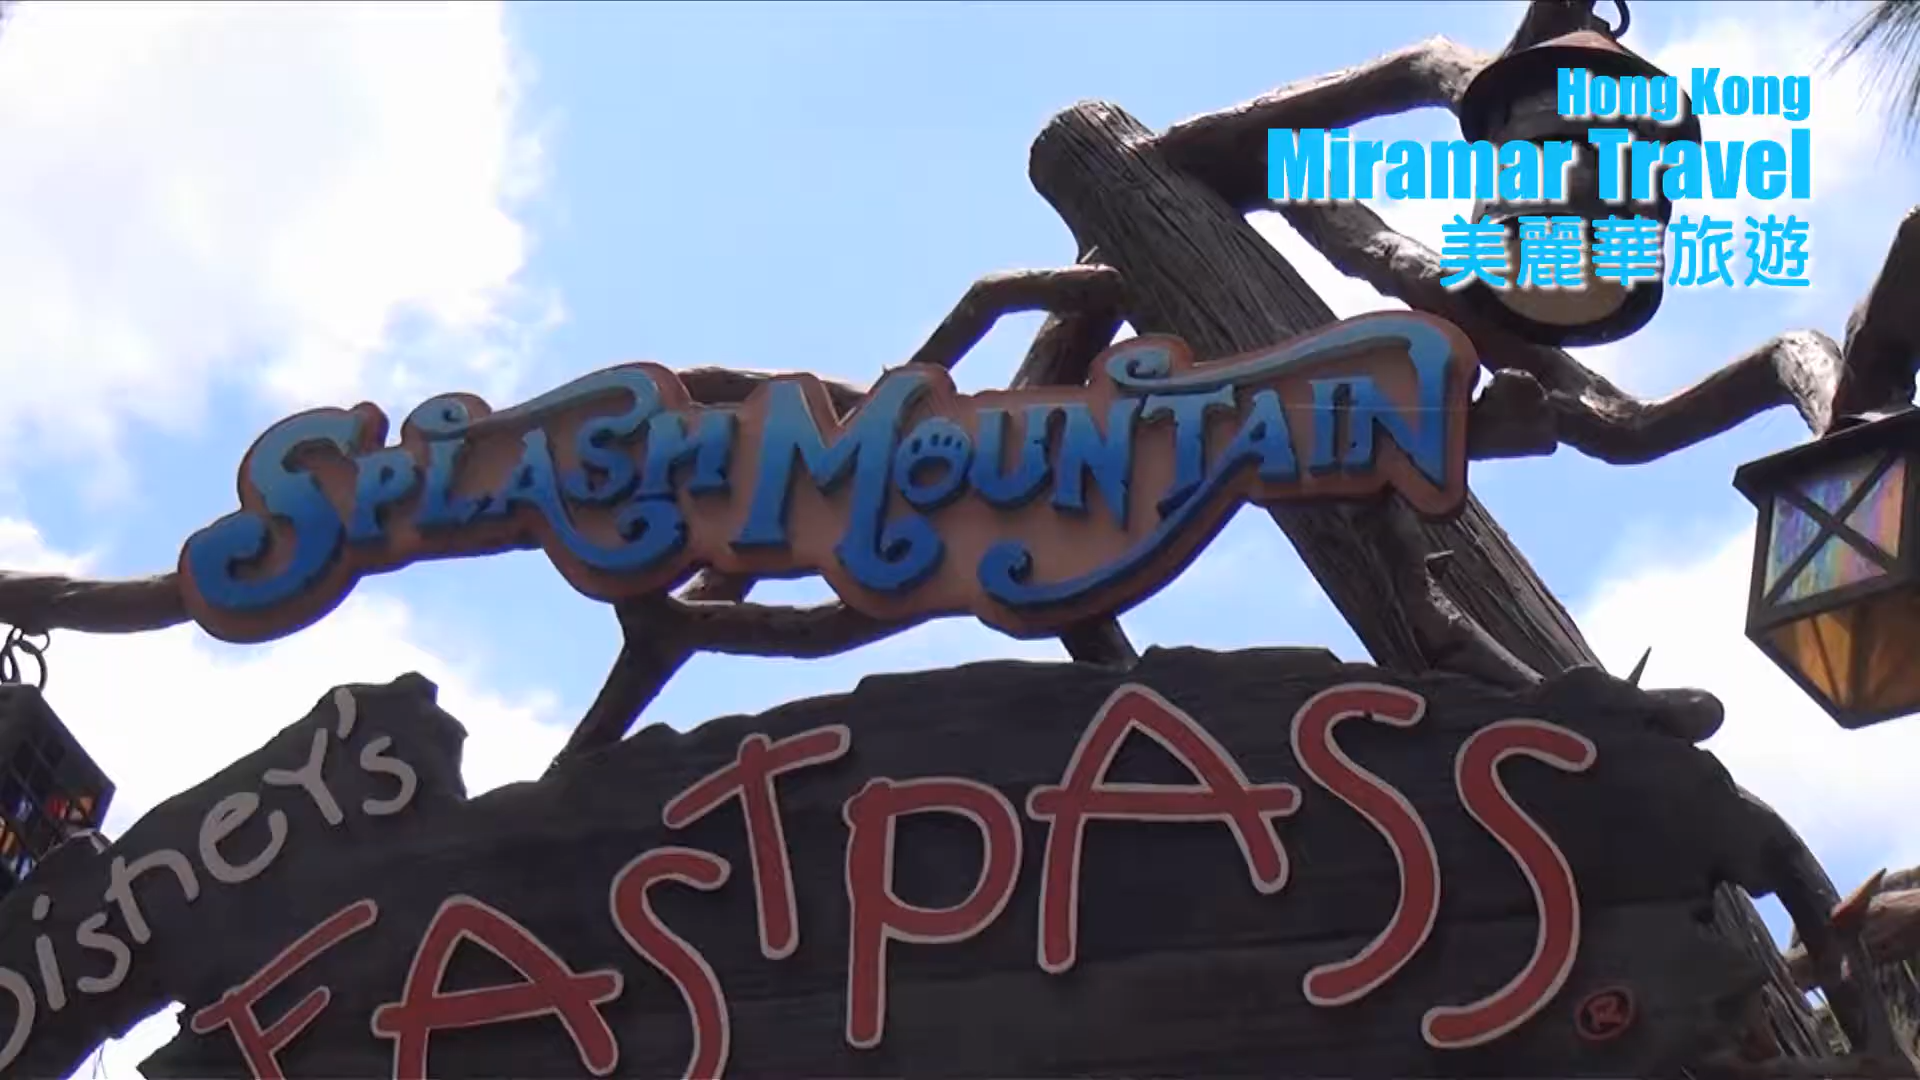 Hong Kong
Miramar Travel
美麗華旅遊
SPLASH MOUNTAIN
Disney's
FASTPASS
®